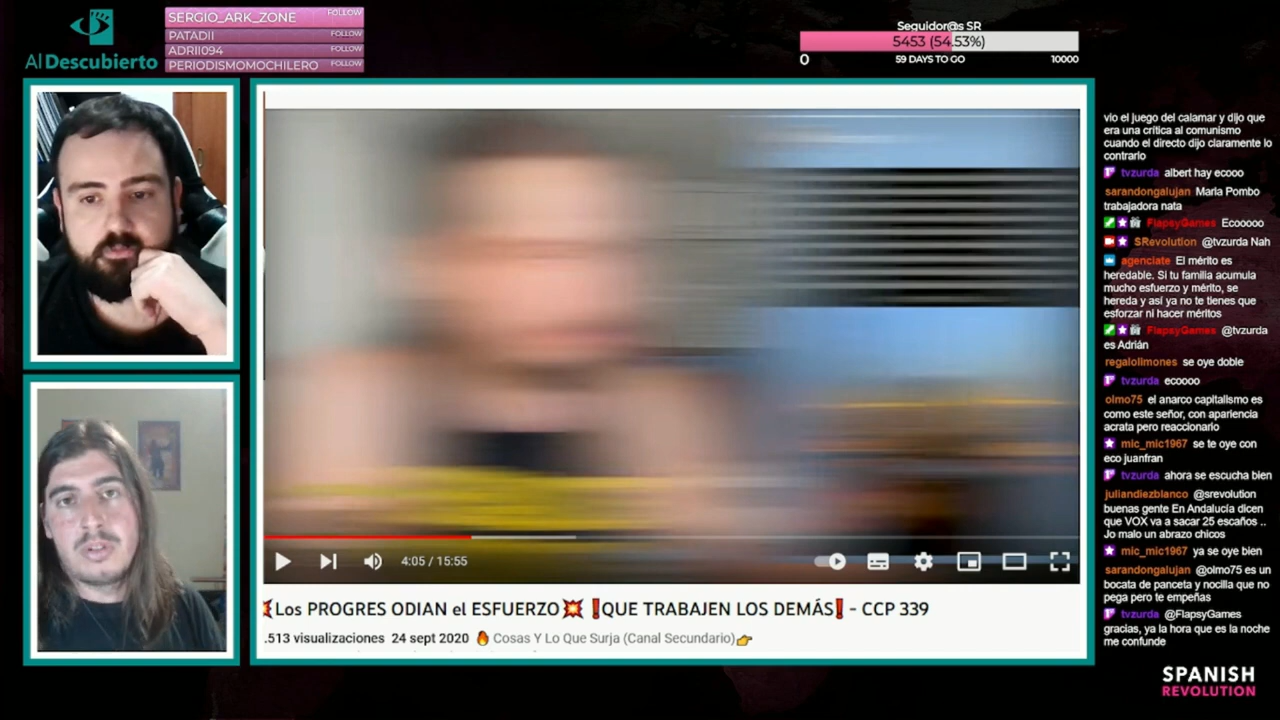 Al Descubierto
SERGIO_ARK_ZONE FOLLOW
PATADII FOLLOW
ADRII094 FOLLOW
PERIODISMOMOCHILERO FOLLOW
Seguidor@s SR
5453 (54.53%)
0 59 DAYS TO GO 10000
4:05 / 15:55
Los PROGRES ODIAN el ESFUERZO💥❗QUE TRABAJEN LOS DEMÁS❗ - CCP 339
.513 visualizaciones 24 sept 2020 🔥 Cosas Y Lo Que Surja (Canal Secundario)👉
vio el juego del calamar y dijo que
era una crítica al comunismo
cuando el directo dijo claramente lo
contrario
tvzurda albert hay ecooo
sarandongalujan Maria Pombo
trabajadora nata
FlapsyGames Ecooooo
SRevolution @tvzurda Nah
agenciate El mérito es
heredable. Si tu familia acumula
mucho esfuerzo y mérito, se
hereda y así ya no te tienes que
esforzar ni hacer méritos
FlapsyGames @tvzurda
es Adrián
regalolimones se oye doble
tvzurda ecoooo
olmo75 el anarco capitalismo es
como este señor, con apariencia
acrata pero reaccionario
mic_mic1967 se te oye con
eco juanfran
tvzurda ahora se escucha bien
juliandiezblanco @srevolution
buenas gente En Andalucía dicen
que VOX va a sacar 25 escaños ..
Jo malo un abrazo chicos
mic_mic1967 ya se oye bien
sarandongalujan @olmo75 es un
bocata de panceta y nocilla que no
pega pero te empeñas
tvzurda @FlapsyGames
gracias, ya la hora que es la noche
me confunde
SPANISH
REVOLUTION